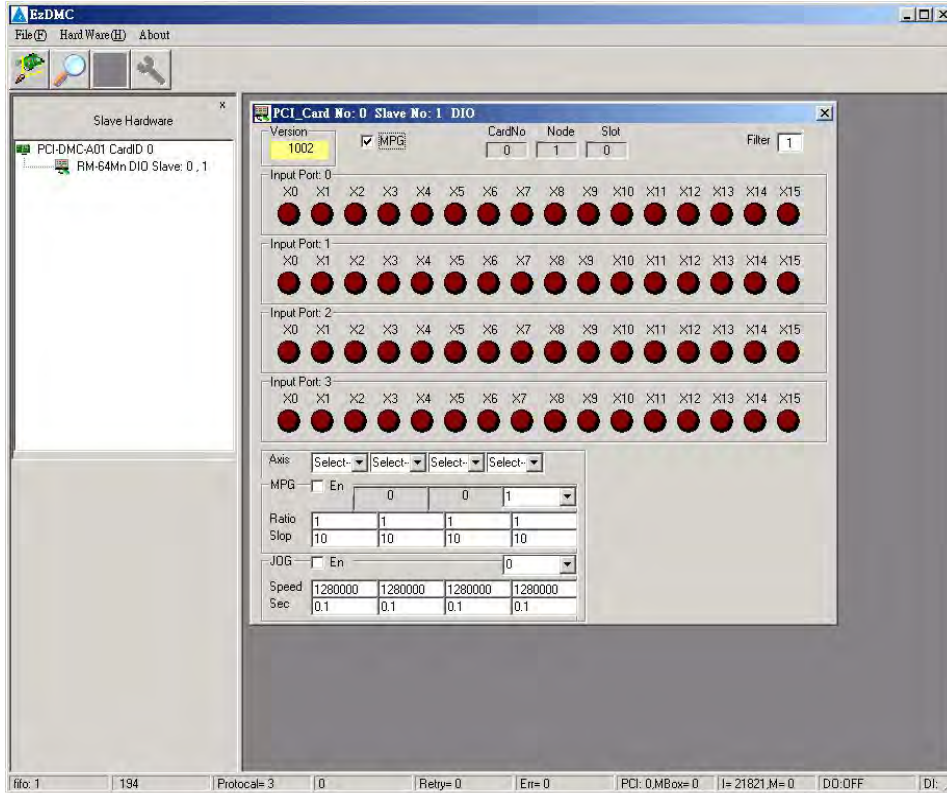 EzDMC
File(F) Hard Ware(H) About
Slave Hardware x
PCI-DMC-A01 CardID 0
RM-64Mn DIO Slave: 0 , 1
PCI_Card No: 0 Slave No: 1 DIO
Version
1002
MPG
CardNo Node Slot
0 1 0
Filter 1
Input Port: 0
X0 X1 X2 X3 X4 X5 X6 X7 X8 X9 X10 X11 X12 X13 X14 X15
Input Port: 1
X0 X1 X2 X3 X4 X5 X6 X7 X8 X9 X10 X11 X12 X13 X14 X15
Input Port: 2
X0 X1 X2 X3 X4 X5 X6 X7 X8 X9 X10 X11 X12 X13 X14 X15
Input Port: 3
X0 X1 X2 X3 X4 X5 X6 X7 X8 X9 X10 X11 X12 X13 X14 X15
Axis Select- Select- Select- Select-
MPG En 0 0 1
Ratio 1 1 1 1
Slop 10 10 10 10
JOG En 0
Speed 1280000 1280000 1280000 1280000
Sec 0.1 0.1 0.1 0.1
fifo: 1 194 Protocal= 3 0 Retry= 0 Err= 0 PCI: 0,MBox= 0 I= 21821,M= 0 DO:OFF DI: